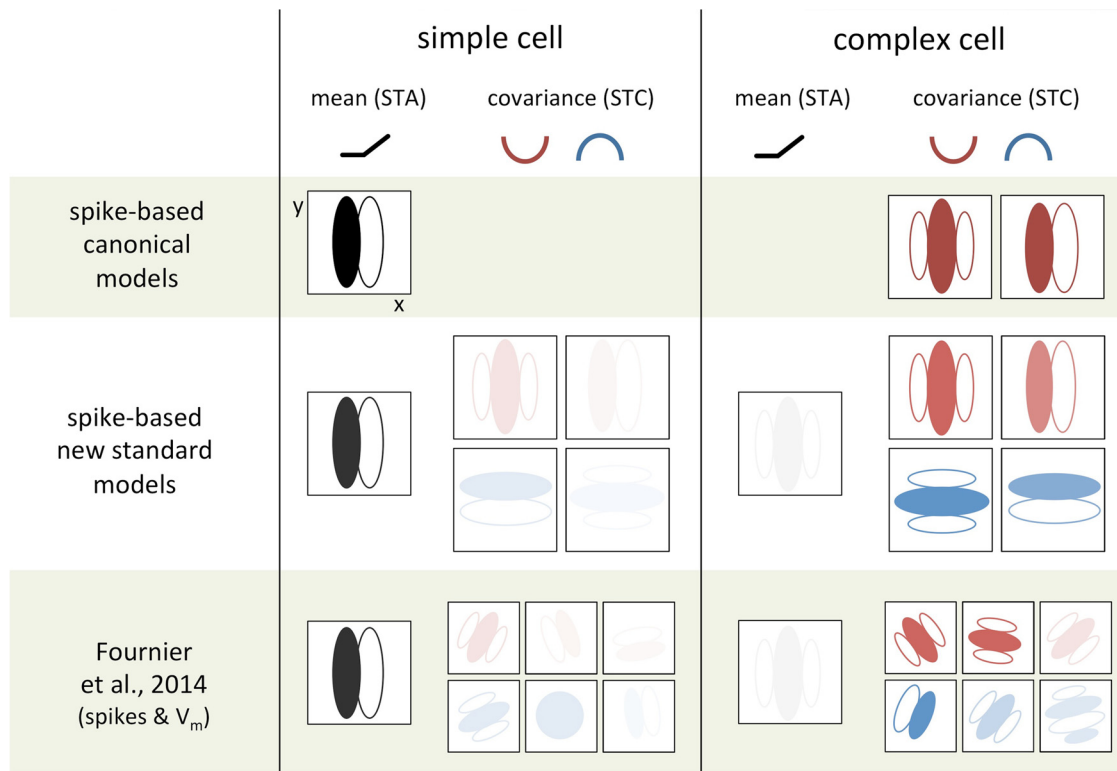 simple cell
complex cell
mean (STA)
covariance (STC)
mean (STA)
covariance (STC)
spike-based
canonical
models
y
x
spike-based
new standard
models
Fournier
et al., 2014
(spikes & Vm)